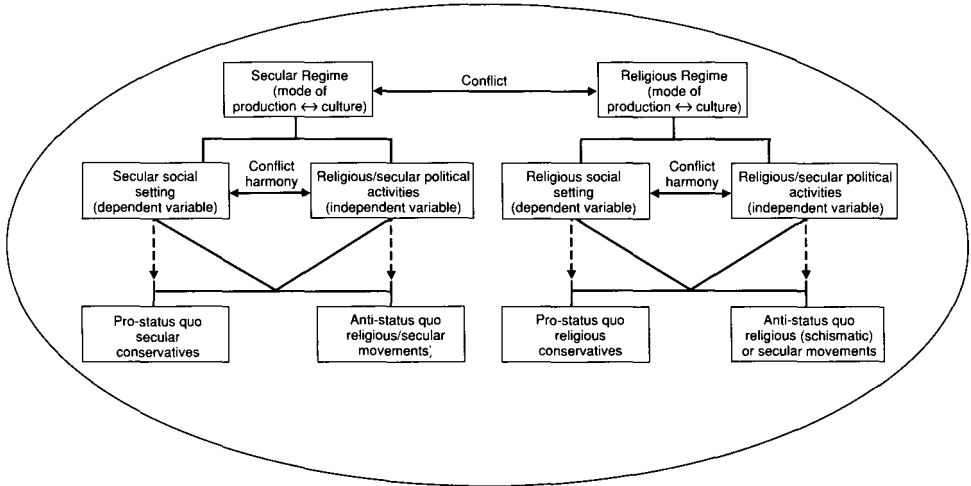 Secular Regime
(mode of
production ↔ culture)
Conflict
Religious Regime
(mode of
production ↔ culture)
Secular social
setting
(dependent variable)
Conflict
harmony
Religious/secular political
activities
(independent variable)
Religious social
setting
(dependent variable)
Conflict
harmony
Religious/secular political
activities
(independent variable)
Pro-status quo
secular
conservatives
Anti-status quo
religious/secular
movements
Pro-status quo
religious
conservatives
Anti-status quo
religious (schismatic)
or secular movements